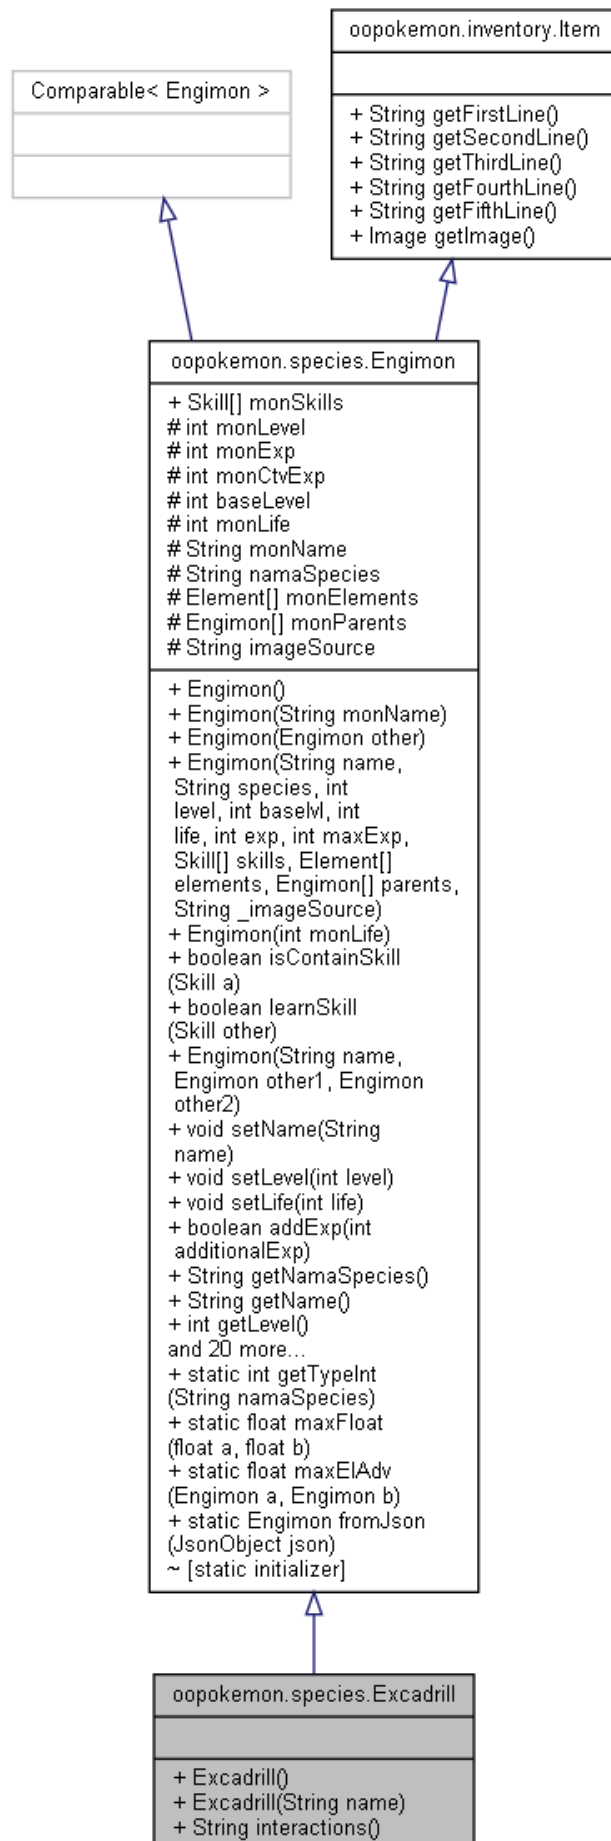 oopokemon.inventory.Item
+ String getFirstLine()
+ String getSecondLine()
+ String getThirdLine()
+ String getFourthLine()
+ String getFifthLine()
+ Image getImage()
Comparable< Engimon >
oopokemon.species.Engimon
+ Skill[] monSkills
# int monLevel
# int monExp
# int monCtvExp
# int baseLevel
# int monLife
# String monName
# String namaSpecies
# Element[] monElements
# Engimon[] monParents
# String imageSource
+ Engimon()
+ Engimon(String monName)
+ Engimon(Engimon other)
+ Engimon(String name,
String species, int
level, int baselvl, int
life, int exp, int maxExp,
Skill[] skills, Element[]
elements, Engimon[] parents,
String _imageSource)
+ Engimon(int monLife)
+ boolean isContainSkill
(Skill a)
+ boolean learnSkill
(Skill other)
+ Engimon(String name,
Engimon other1, Engimon
other2)
+ void setName(String
name)
+ void setLevel(int level)
+ void setLife(int life)
+ boolean addExp(int
additionalExp)
+ String getNamaSpecies()
+ String getName()
+ int getLevel()
and 20 more...
+ static int getTypeInt
(String namaSpecies)
+ static float maxFloat
(float a, float b)
+ static float maxElAdv
(Engimon a, Engimon b)
+ static Engimon fromJson
(JsonObject json)
~ [static initializer]
oopokemon.species.Excadrill
+ Excadrill()
+ Excadrill(String name)
+ String interactions()